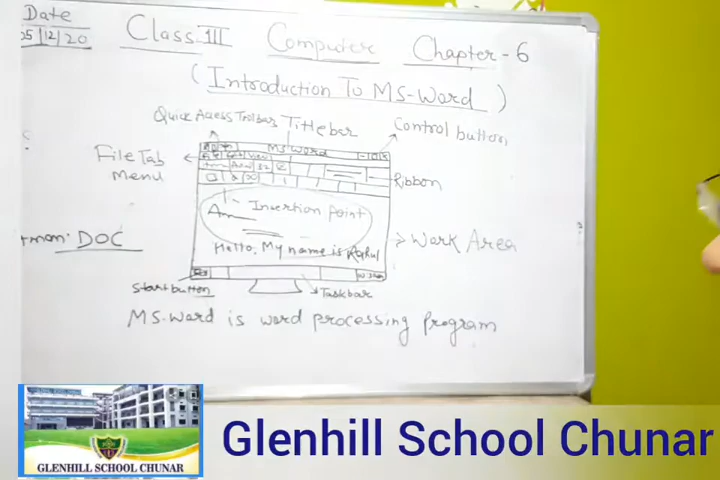 Date
05/12/20
Class III Computer Chapter-6
(Introduction To MS-Word)
Quick Access Toolbar Title bar
Control button
File Tab
menu
MS word
Ribbon
Insertion point
Hello, My name is Rahul
Work Area
DOC
Start button
Taskbar
MS-Word is word processing program
GLENHILL SCHOOL CHUNAR
Glenhill School Chunar